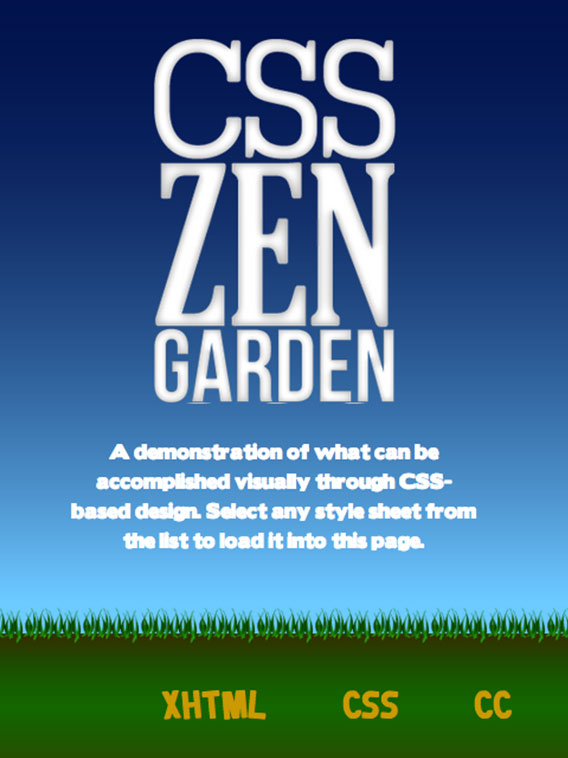 CSS
ZEN
GARDEN
A demonstration of what can be
accomplished visually through CSS-
based design. Select any style sheet from
the list to load it into this page.
XHTML CSS CC